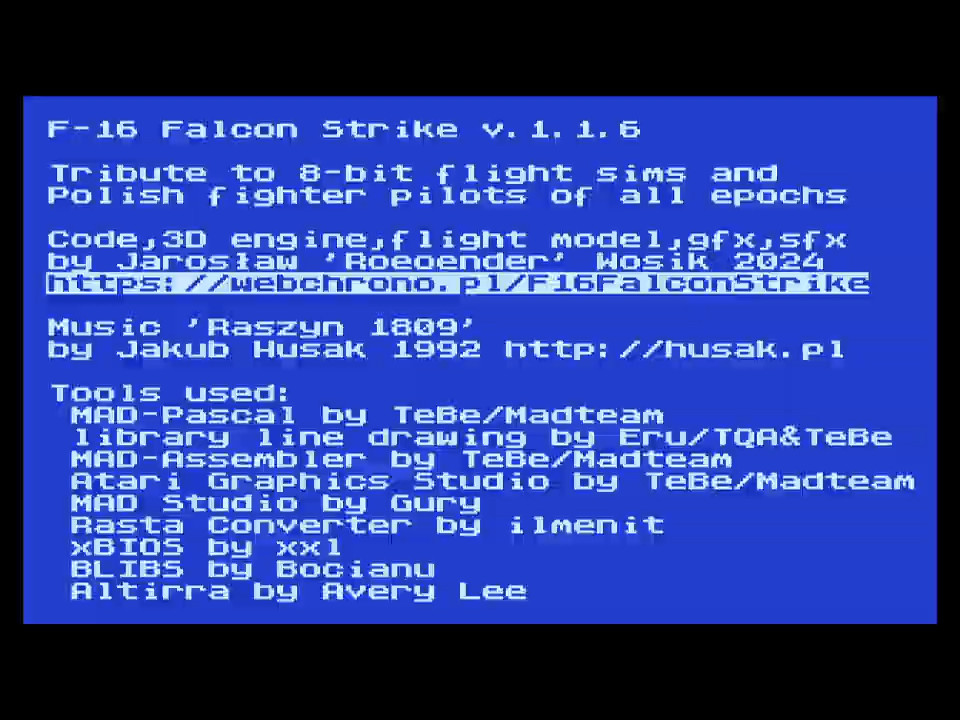 F-16 Falcon Strike v.1.1.6
Tribute to 8-bit flight sims and
Polish fighter pilots of all epochs
Code,3D engine,flight model,gfx,sfx
by Jarosław 'Roeoender' Wosik 2024
https://webchrono.pl/F16FalconStrike
Music 'Raszyn 1809'
by Jakub Husak 1992 http://husak.pl
Tools used:
MAD-Pascal by TeBe/Madteam
library line drawing by Eru/TQA&TeBe
MAD-Assembler by TeBe/Madteam
Atari Graphics Studio by TeBe/Madteam
MAD Studio by Gury
Rasta Converter by ilmenit
xBIOS by xxl
BLIBS by Bocianu
Altirra by Avery Lee